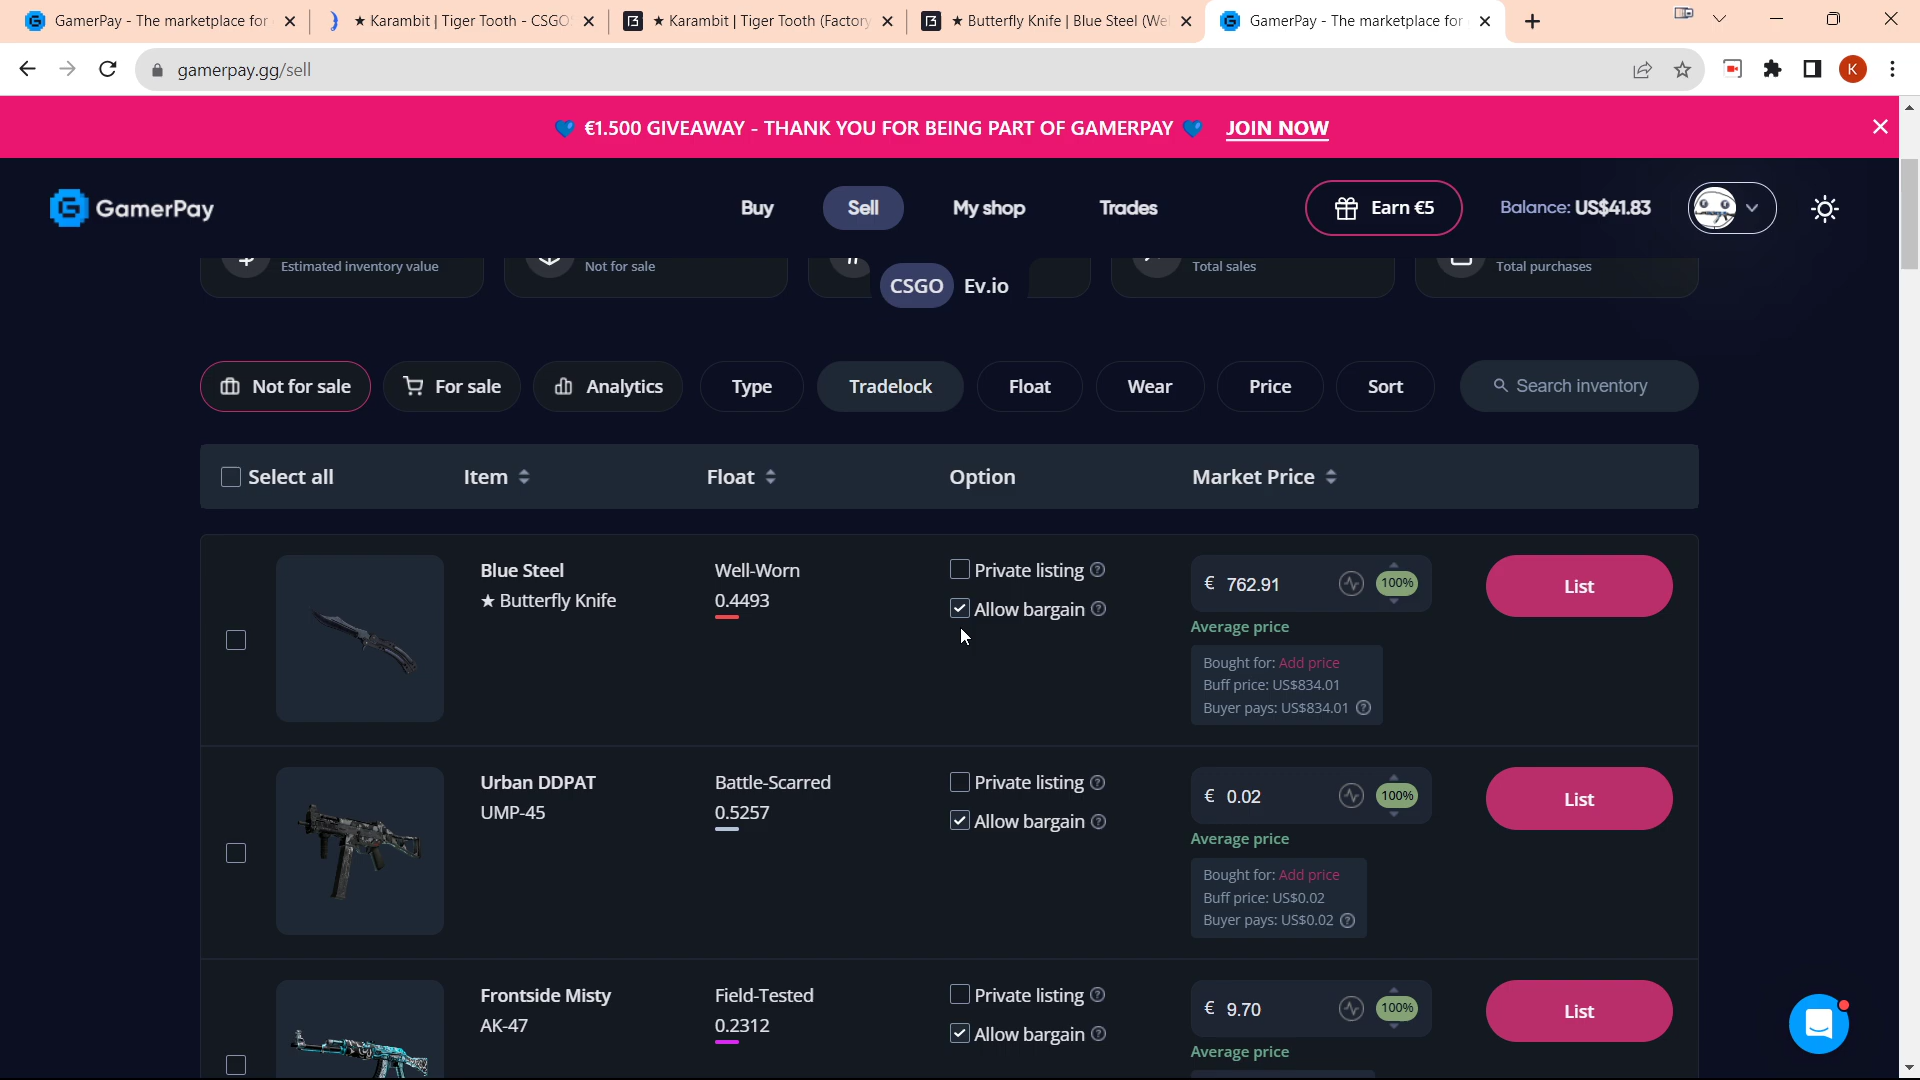 GamerPay - The marketplace for
★ Karambit | Tiger Tooth - CSGO
★ Karambit | Tiger Tooth (Factory
★ Butterfly Knife | Blue Steel (We
GamerPay - The marketplace for
gamerpay.gg/sell
K
💙 €1.500 GIVEAWAY - THANK YOU FOR BEING PART OF GAMERPAY 💙 JOIN NOW
GamerPay
Buy
Sell
My shop
Trades
Earn €5
Balance: US$41.83
Estimated inventory value
Not for sale
CSGO
Ev.io
Total sales
Total purchases
Not for sale
For sale
Analytics
Type
Tradelock
Float
Wear
Price
Sort
Search inventory
Select all
Item
Float
Option
Market Price
Blue Steel
★ Butterfly Knife
Well-Worn
0.4493
Private listing
Allow bargain
€ 762.91
100%
Average price
Bought for: Add price
Buff price: US$834.01
Buyer pays: US$834.01
List
Urban DDPAT
UMP-45
Battle-Scarred
0.5257
Private listing
Allow bargain
€ 0.02
100%
Average price
Bought for: Add price
Buff price: US$0.02
Buyer pays: US$0.02
List
Frontside Misty
AK-47
Field-Tested
0.2312
Private listing
Allow bargain
€ 9.70
100%
Average price
List